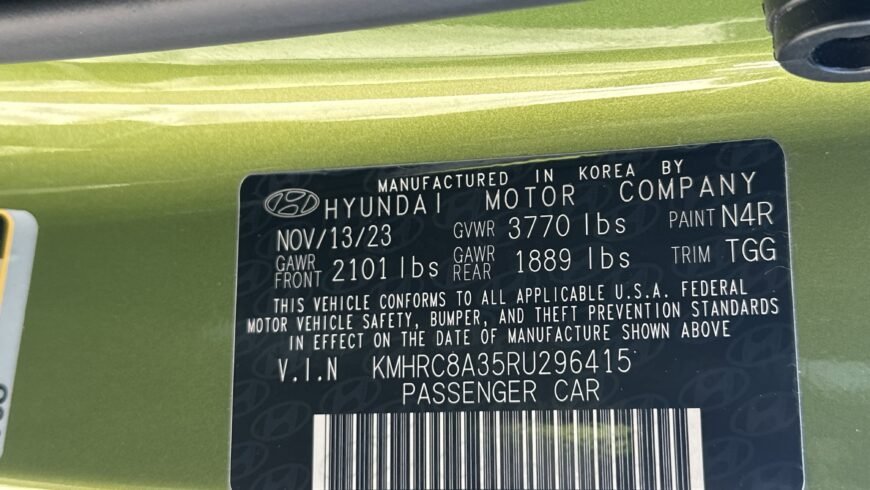 MANUFACTURED IN KOREA BY
HYUNDAI MOTOR COMPANY
NOV/13/23 GVWR 3770 lbs PAINT N4R
GAWR FRONT 2101 lbs GAWR REAR 1889 lbs TRIM TGG
THIS VEHICLE CONFORMS TO ALL APPLICABLE U.S.A. FEDERAL
MOTOR VEHICLE SAFETY, BUMPER, AND THEFT PREVENTION STANDARDS
IN EFFECT ON THE DATE OF MANUFACTURE SHOWN ABOVE
V.I.N KMHRC8A35RU296415
PASSENGER CAR